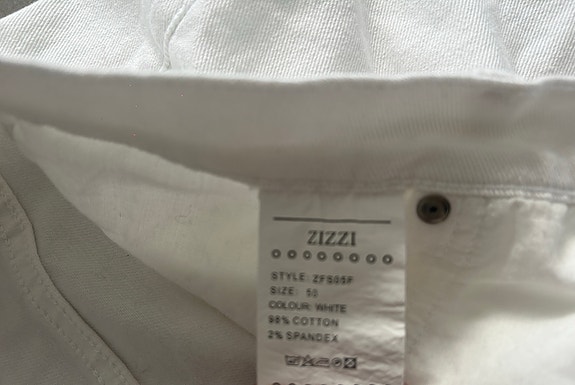 ZIZZI
STYLE: ZFS05F
SIZE: 50
COLOUR: WHITE
98% COTTON
2% SPANDEX